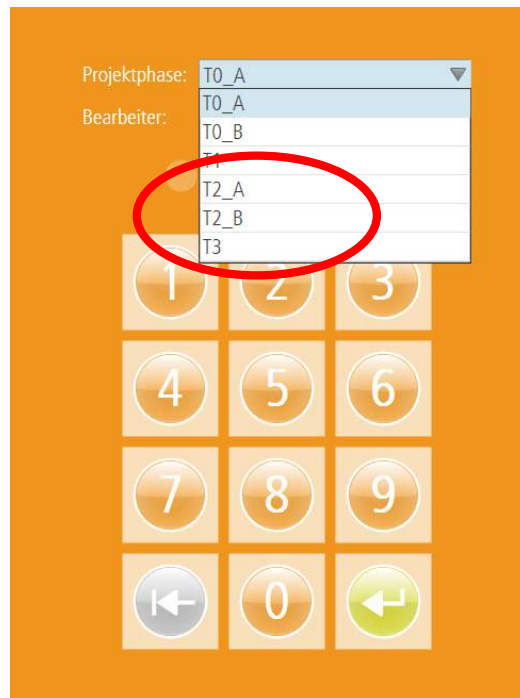 Projektphase: T0_A
T0_A
Bearbeiter:
T0_B
T1
T2_A
T2_B
T3
1 2 3
4 5 6
7 8 9
0